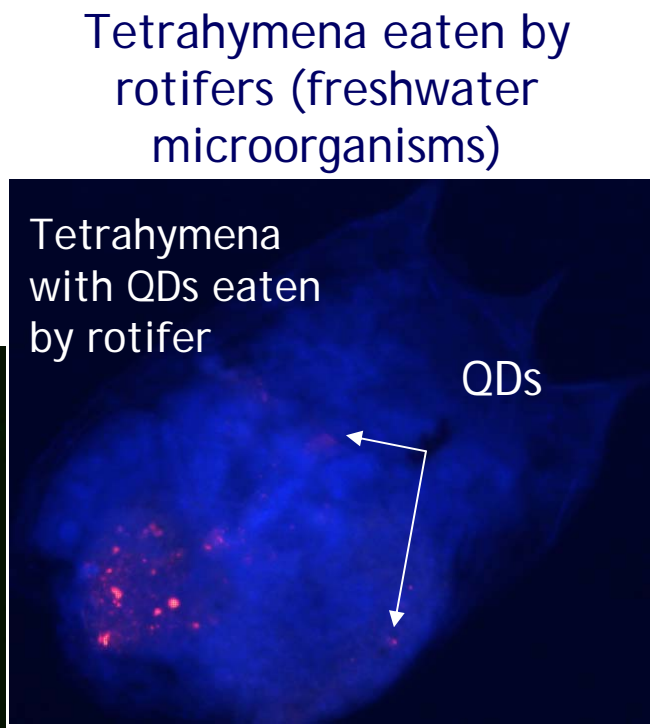 Tetrahymena eaten by
rotifers (freshwater
microorganisms)
Tetrahymena
with QDs eaten
by rotifer
QDs